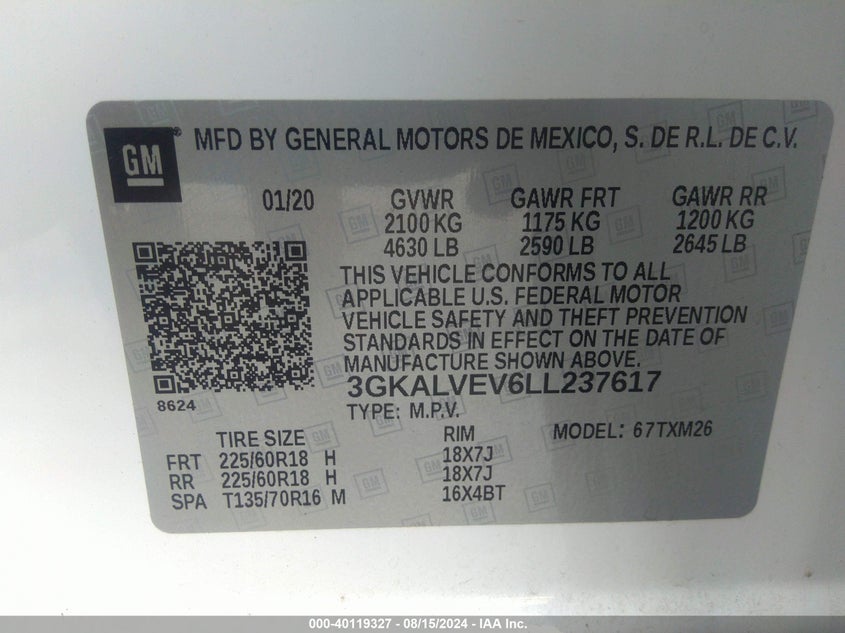 GM® MFD BY GENERAL MOTORS DE MEXICO, S. DE R.L. DE C.V.
01/20 GVWR GAWR FRT GAWR RR
2100 KG 1175 KG 1200 KG
4630 LB 2590 LB 2645 LB
THIS VEHICLE CONFORMS TO ALL
APPLICABLE U.S. FEDERAL MOTOR
VEHICLE SAFETY AND THEFT PREVENTION
STANDARDS IN EFFECT ON THE DATE OF
MANUFACTURE SHOWN ABOVE.
3GKALVEV6LL237617
8624
TYPE: M.P.V.
TIRE SIZE RIM MODEL: 67TXM26
FRT 225/60R18 H 18X7J
RR 225/60R18 H 18X7J
SPA T135/70R16 M 16X4BT
000-40119327 - 08/15/2024 - IAA Inc.